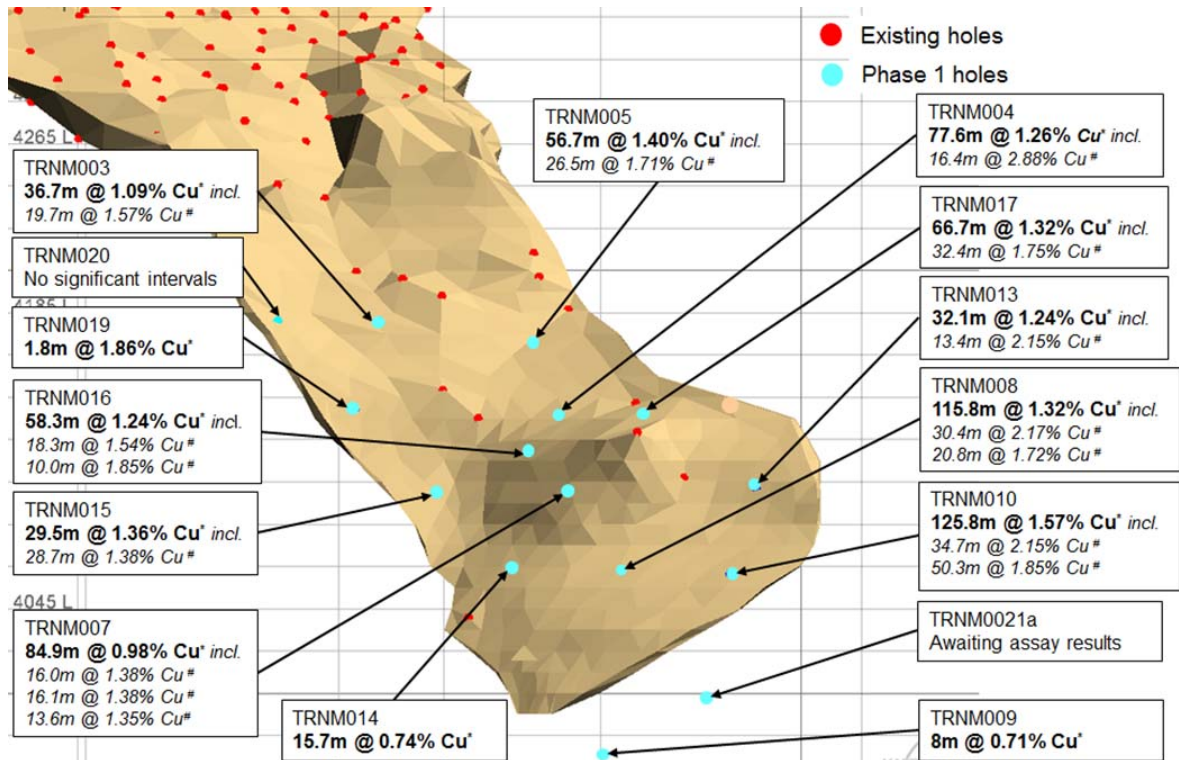 Existing holes
Phase 1 holes
TRNM005
56.7m @ 1.40% Cu* incl.
26.5m @ 1.71% Cu #
TRNM004
77.6m @ 1.26% Cu* incl.
16.4m @ 2.88% Cu #
4265 L
TRNM003
36.7m @ 1.09% Cu* incl.
19.7m @ 1.57% Cu #
TRNM017
66.7m @ 1.32% Cu* incl.
32.4m @ 1.75% Cu #
TRNM020
No significant intervals
4185 L
TRNM013
32.1m @ 1.24% Cu* incl.
13.4m @ 2.15% Cu #
TRNM019
1.8m @ 1.86% Cu*
TRNM008
115.8m @ 1.32% Cu* incl.
30.4m @ 2.17% Cu #
20.8m @ 1.72% Cu #
TRNM016
58.3m @ 1.24% Cu* incl.
18.3m @ 1.54% Cu #
10.0m @ 1.85% Cu #
TRNM010
125.8m @ 1.57% Cu* incl.
34.7m @ 2.15% Cu #
50.3m @ 1.85% Cu #
TRNM015
29.5m @ 1.36% Cu* incl.
28.7m @ 1.38% Cu #
4045 L
TRNM0021a
Awaiting assay results
TRNM007
84.9m @ 0.98% Cu* incl.
16.0m @ 1.38% Cu #
16.1m @ 1.38% Cu #
13.6m @ 1.35% Cu#
TRNM014
15.7m @ 0.74% Cu*
TRNM009
8m @ 0.71% Cu*